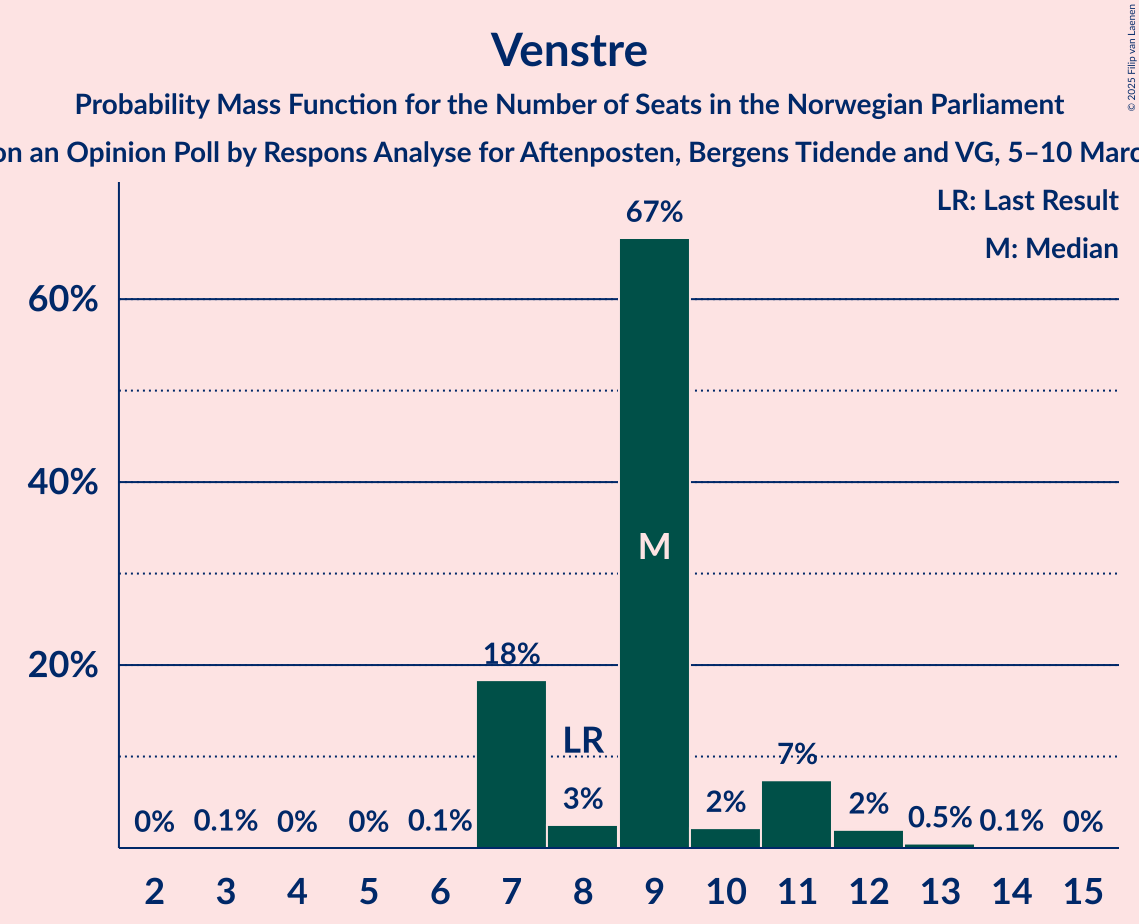 Venstre
Probability Mass Function for the Number of Seats in the Norwegian Parliament
on an Opinion Poll by Respons Analyse for Aftenposten, Bergens Tidende and VG, 5–10 Marc
© 2025 Filip van Laenen
LR: Last Result
M: Median
67%
60%
40%
M
18%
20%
LR
7%
0% 0.1% 0% 0% 0.1% 3% 2% 2% 0.5% 0.1% 0%
2 3 4 5 6 7 8 9 10 11 12 13 14 15